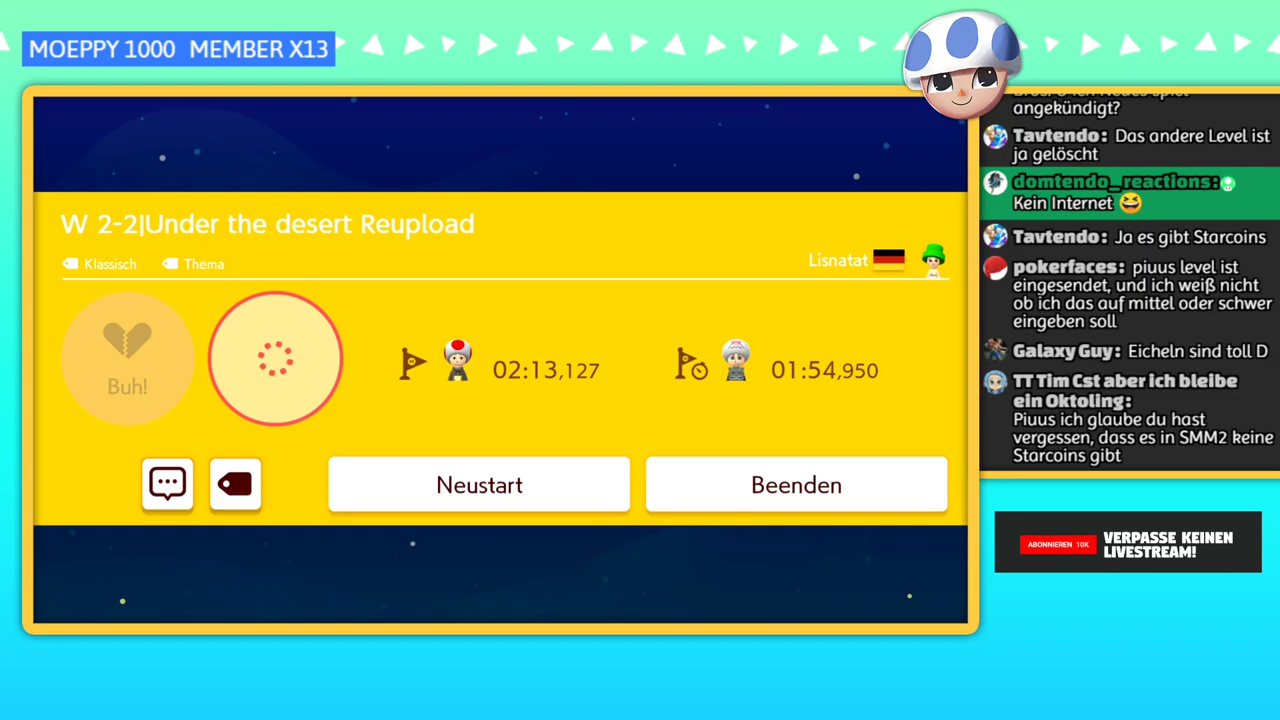 MOEPPY 1000 MEMBER X13
W 2-2|Under the desert Reupload
Klassisch Thema
Lisnatat
Buh!
02:13,127
01:54,950
Neustart
Beenden
angekündigt?
Tavtendo: Das andere Level ist
ja gelöscht
domtendo_reactions:
Kein Internet 😆
Tavtendo: Ja es gibt Starcoins
pokerfaces: piuus level ist
eingesendet, und ich weiß nicht
ob ich das auf mittel oder schwer
eingeben soll
Galaxy Guy: Eicheln sind toll D
TT Tim Cst aber ich bleibe
ein Oktoling:
Piuus ich glaube du hast
vergessen, dass es in SMM2 keine
Starcoins gibt
ABONNIEREN 10K
VERPASSE KEINEN
LIVESTREAM!